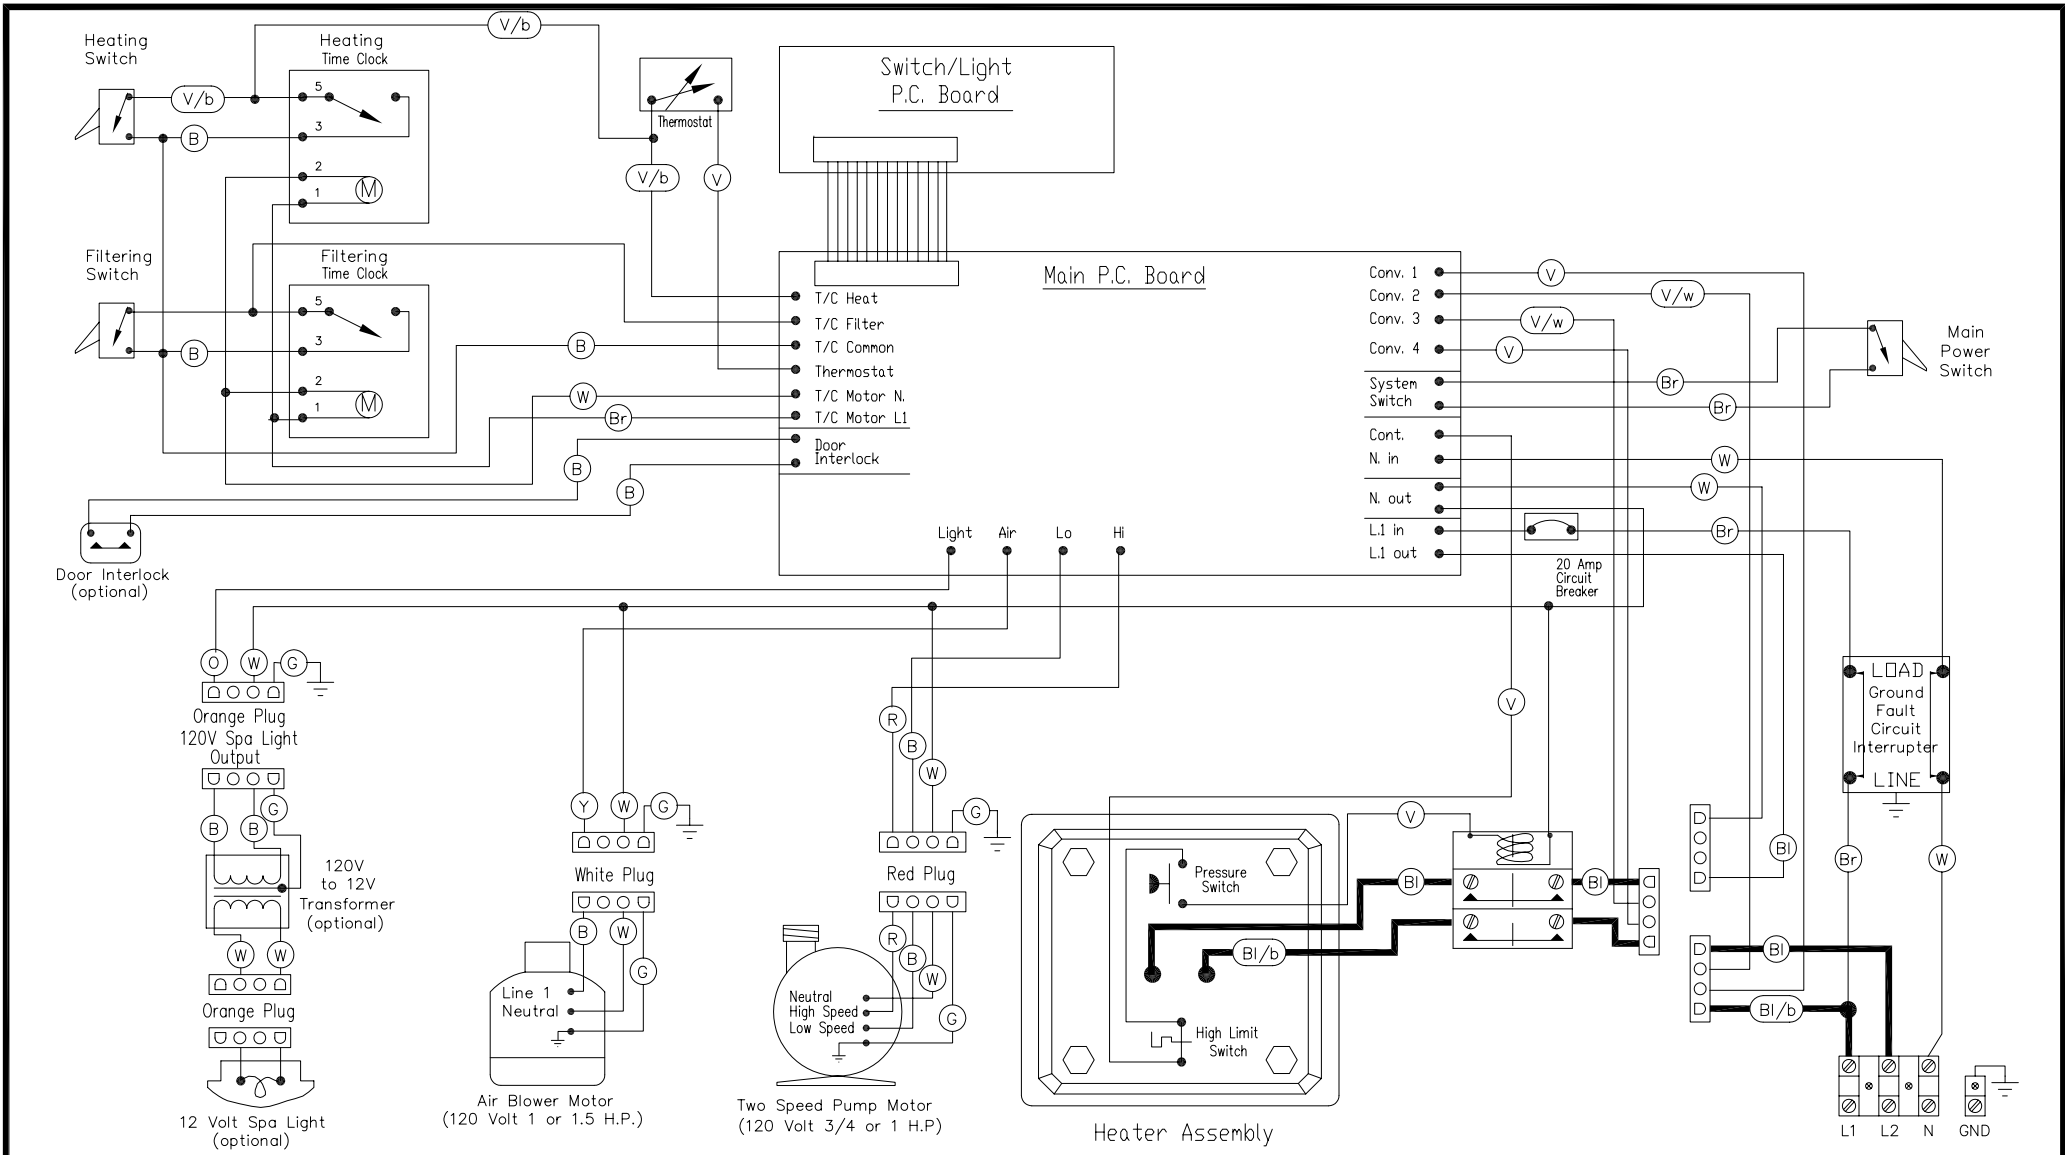 Heating
Switch
Heating
Time Clock
V/b
V/b
B
5
3
2
1
M
Thermostat
V/b
V
Switch/Light
P.C. Board
Filtering
Switch
Filtering
Time Clock
B
5
3
2
1
M
B
W
Br
B
B
Main P.C. Board
T/C Heat
T/C Filter
T/C Common
Thermostat
T/C Motor N.
T/C Motor L1
Door
Interlock
Light
Air
Lo
Hi
Conv. 1
Conv. 2
Conv. 3
Conv. 4
System
Switch
Cont.
N. in
N. out
L.1 in
L.1 out
V
V/w
V/w
V
Br
Br
W
W
Br
Main
Power
Switch
20 Amp
Circuit
Breaker
Door Interlock
(optional)
O
W
G
Orange Plug
120V Spa Light
Output
G
B
B
120V
to 12V
Transformer
(optional)
W
W
Orange Plug
12 Volt Spa Light
(optional)
Y
W
G
White Plug
B
W
G
Line 1
Neutral
Air Blower Motor
(120 Volt 1 or 1.5 H.P.)
R
B
W
G
Red Plug
R
B
W
G
Neutral
High Speed
Low Speed
Two Speed Pump Motor
(120 Volt 3/4 or 1 H.P)
V
V
Pressure
Switch
Bl
Bl
Bl/b
High Limit
Switch
Heater Assembly
Bl
Bl
Bl/b
LOAD
Ground
Fault
Circuit
Interrupter
LINE
Br
W
L1
L2
N
GND